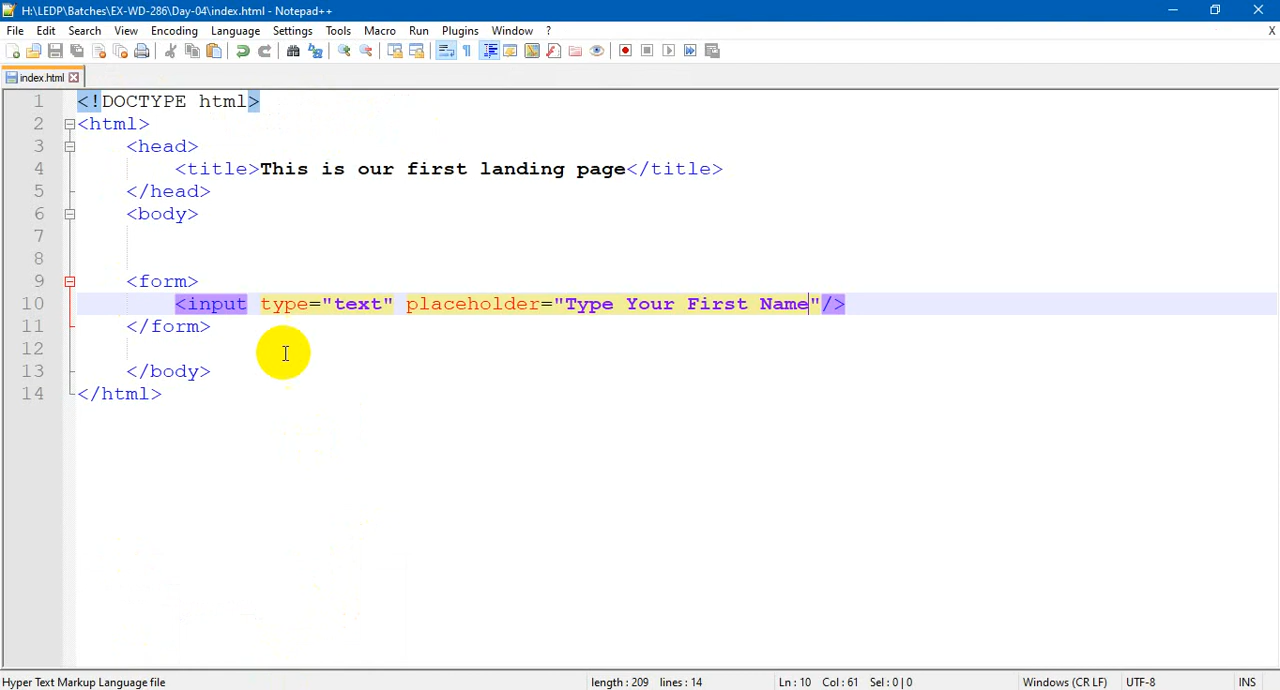 H:\LEDP\Batches\EX-WD-286\Day-04\index.html - Notepad++
File Edit Search View Encoding Language Settings Tools Macro Run Plugins Window ? X
index.html
1 <!DOCTYPE html>
2 <html>
3 <head>
4 <title>This is our first landing page</title>
5 </head>
6 <body>
7
8
9 <form>
10 <input type="text" placeholder="Type Your First Name"/>
11 </form>
12
13 </body>
14 </html>
Hyper Text Markup Language file length : 209 lines : 14 Ln : 10 Col : 61 Sel : 0 | 0 Windows (CR LF) UTF-8 INS